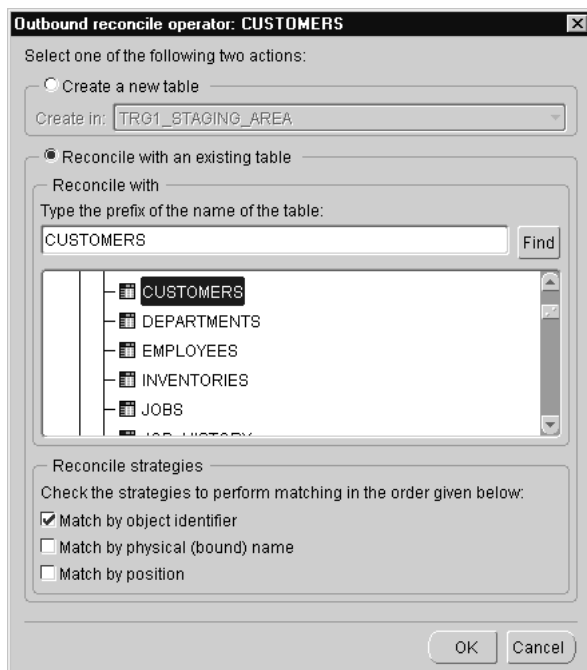 Outbound reconcile operator: CUSTOMERS
Select one of the following two actions:
Create a new table
Create in: TRG1_STAGING_AREA
Reconcile with an existing table
Reconcile with
Type the prefix of the name of the table:
CUSTOMERS Find
CUSTOMERS
DEPARTMENTS
EMPLOYEES
INVENTORIES
JOBS
JOB_HISTORY
Reconcile strategies
Check the strategies to perform matching in the order given below:
Match by object identifier
Match by physical (bound) name
Match by position
OK Cancel